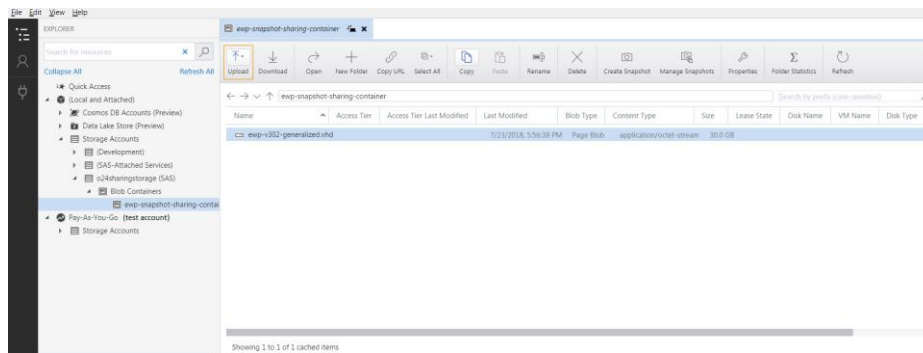 File Edit View Help
EXPLORER
Search for resources
Collapse All Refresh All
Quick Access
(Local and Attached)
Cosmos DB Accounts (Preview)
Data Lake Store (Preview)
Storage Accounts
(Development)
(SAS-Attached Services)
o24sharingstorage (SAS)
Blob Containers
ewp-snapshot-sharing-contai
Pay-As-You-Go (test account)
Storage Accounts
ewp-snapshot-sharing-container
Upload Download Open New Folder Copy URL Select All Copy Paste Rename Delete Create Snapshot Manage Snapshots Properties Folder Statistics Refresh
ewp-snapshot-sharing-container Search by prefix (case-sensitive)
Name Access Tier Access Tier Last Modified Last Modified Blob Type Content Type Size Lease State Disk Name VM Name Disk Type
ewp-v302-generalized.vhd 7/23/2018, 5:56:39 PM Page Blob application/octet-stream 30.0 GB
Showing 1 to 1 of 1 cached items